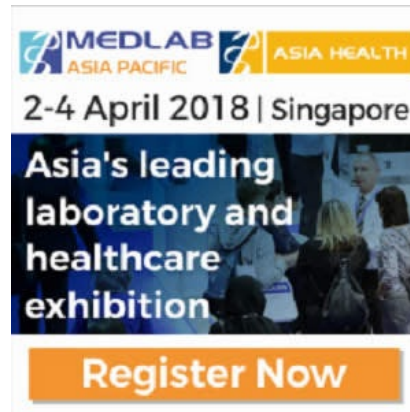 MEDLAB
ASIA PACIFIC
ASIA HEALTH
2-4 April 2018 | Singapore
Asia's leading
laboratory and
healthcare
exhibition
Register Now